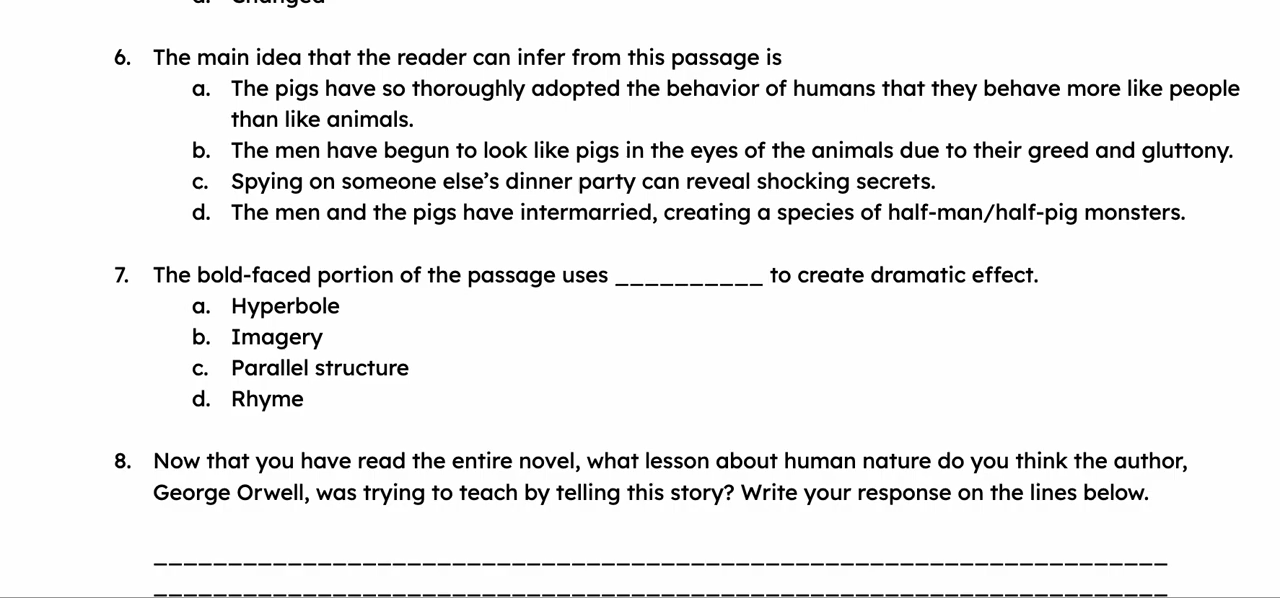 d. Changed
6. The main idea that the reader can infer from this passage is
a. The pigs have so thoroughly adopted the behavior of humans that they behave more like people
than like animals.
b. The men have begun to look like pigs in the eyes of the animals due to their greed and gluttony.
c. Spying on someone else’s dinner party can reveal shocking secrets.
d. The men and the pigs have intermarried, creating a species of half-man/half-pig monsters.
7. The bold-faced portion of the passage uses __________ to create dramatic effect.
a. Hyperbole
b. Imagery
c. Parallel structure
d. Rhyme
8. Now that you have read the entire novel, what lesson about human nature do you think the author,
George Orwell, was trying to teach by telling this story? Write your response on the lines below.